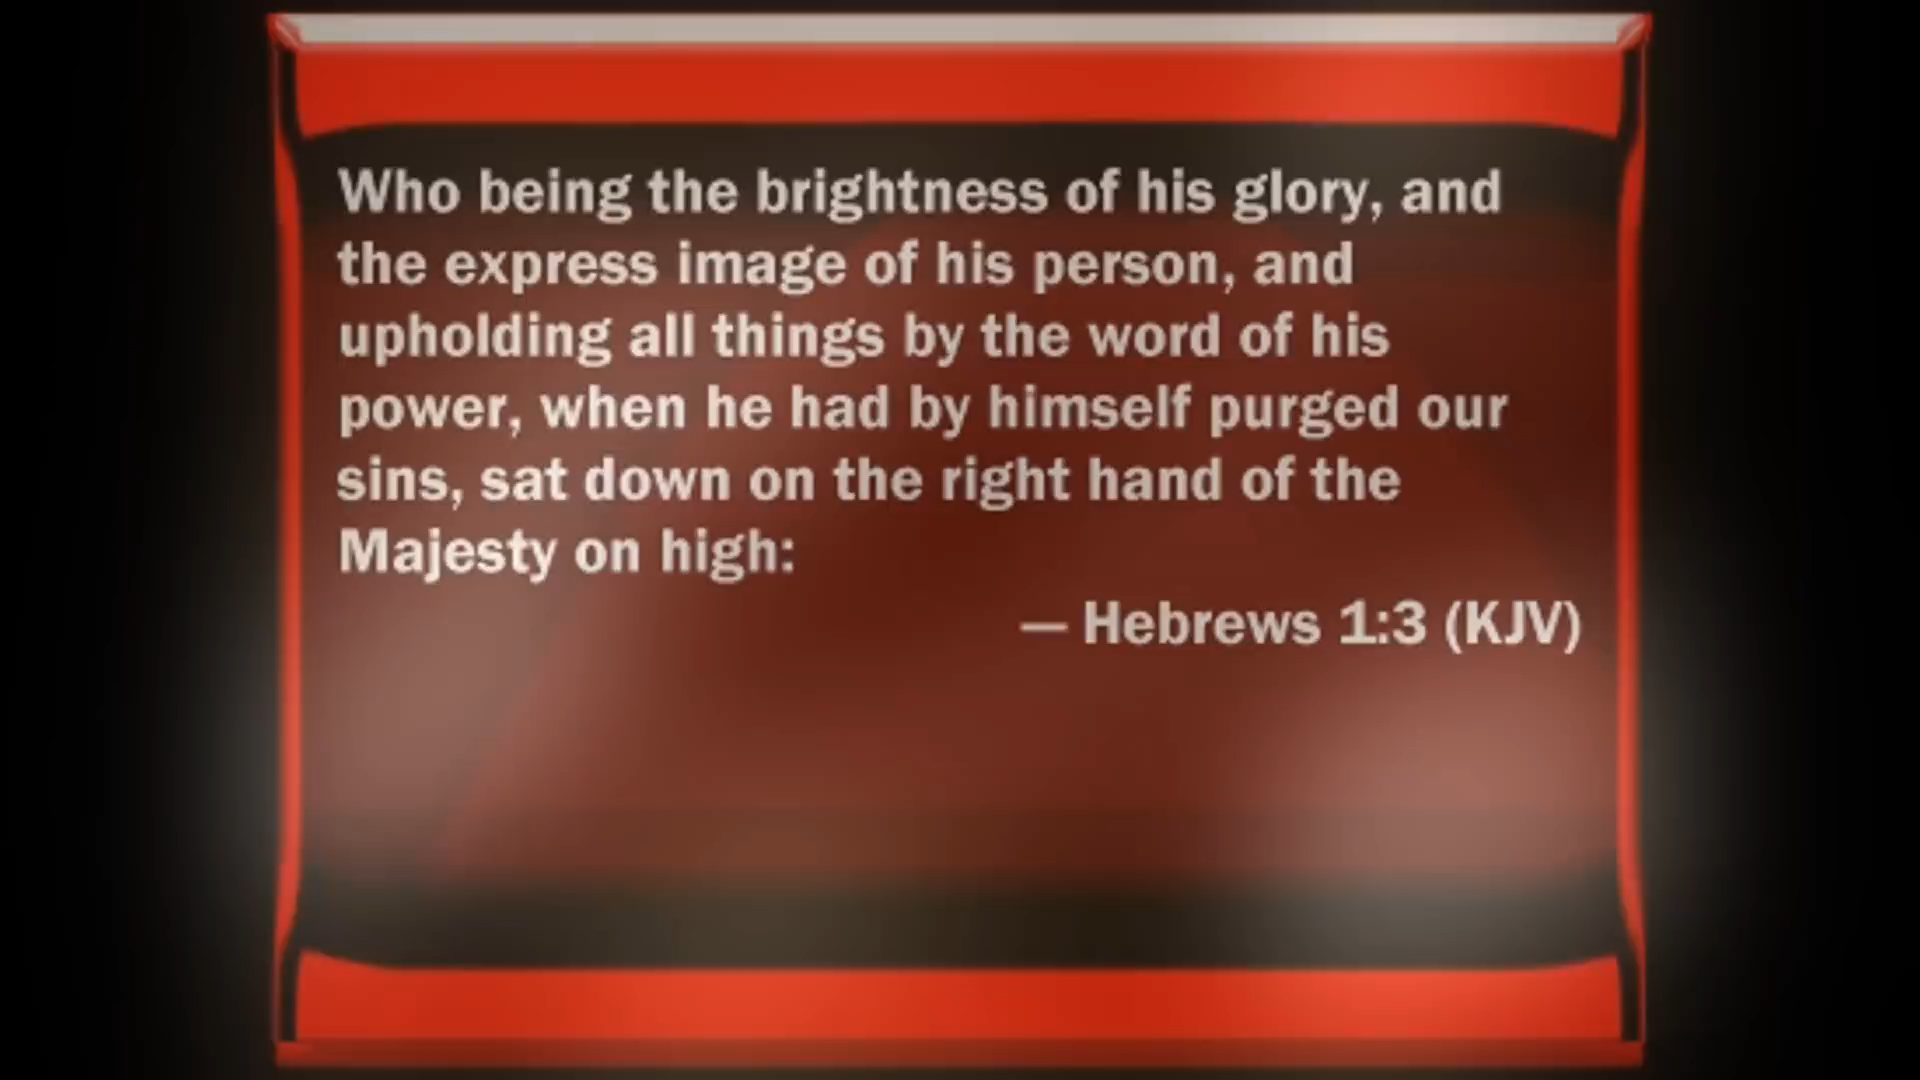 Who being the brightness of his glory, and
the express image of his person, and
upholding all things by the word of his
power, when he had by himself purged our
sins, sat down on the right hand of the
Majesty on high:
— Hebrews 1:3 (KJV)